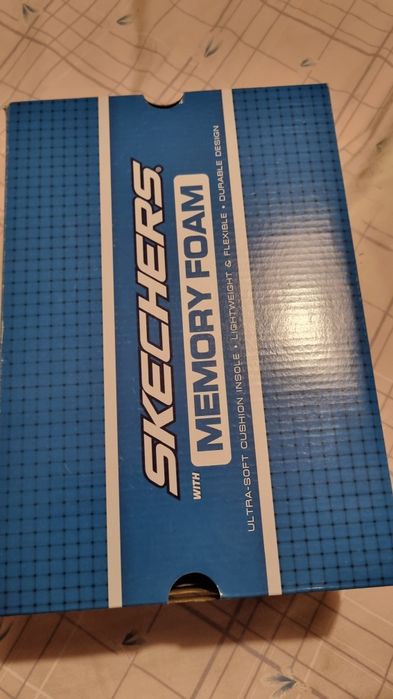 SKECHERS®
WITH MEMORY FOAM
ULTRA-SOFT CUSHION INSOLE • LIGHTWEIGHT & FLEXIBLE • DURABLE DESIGN